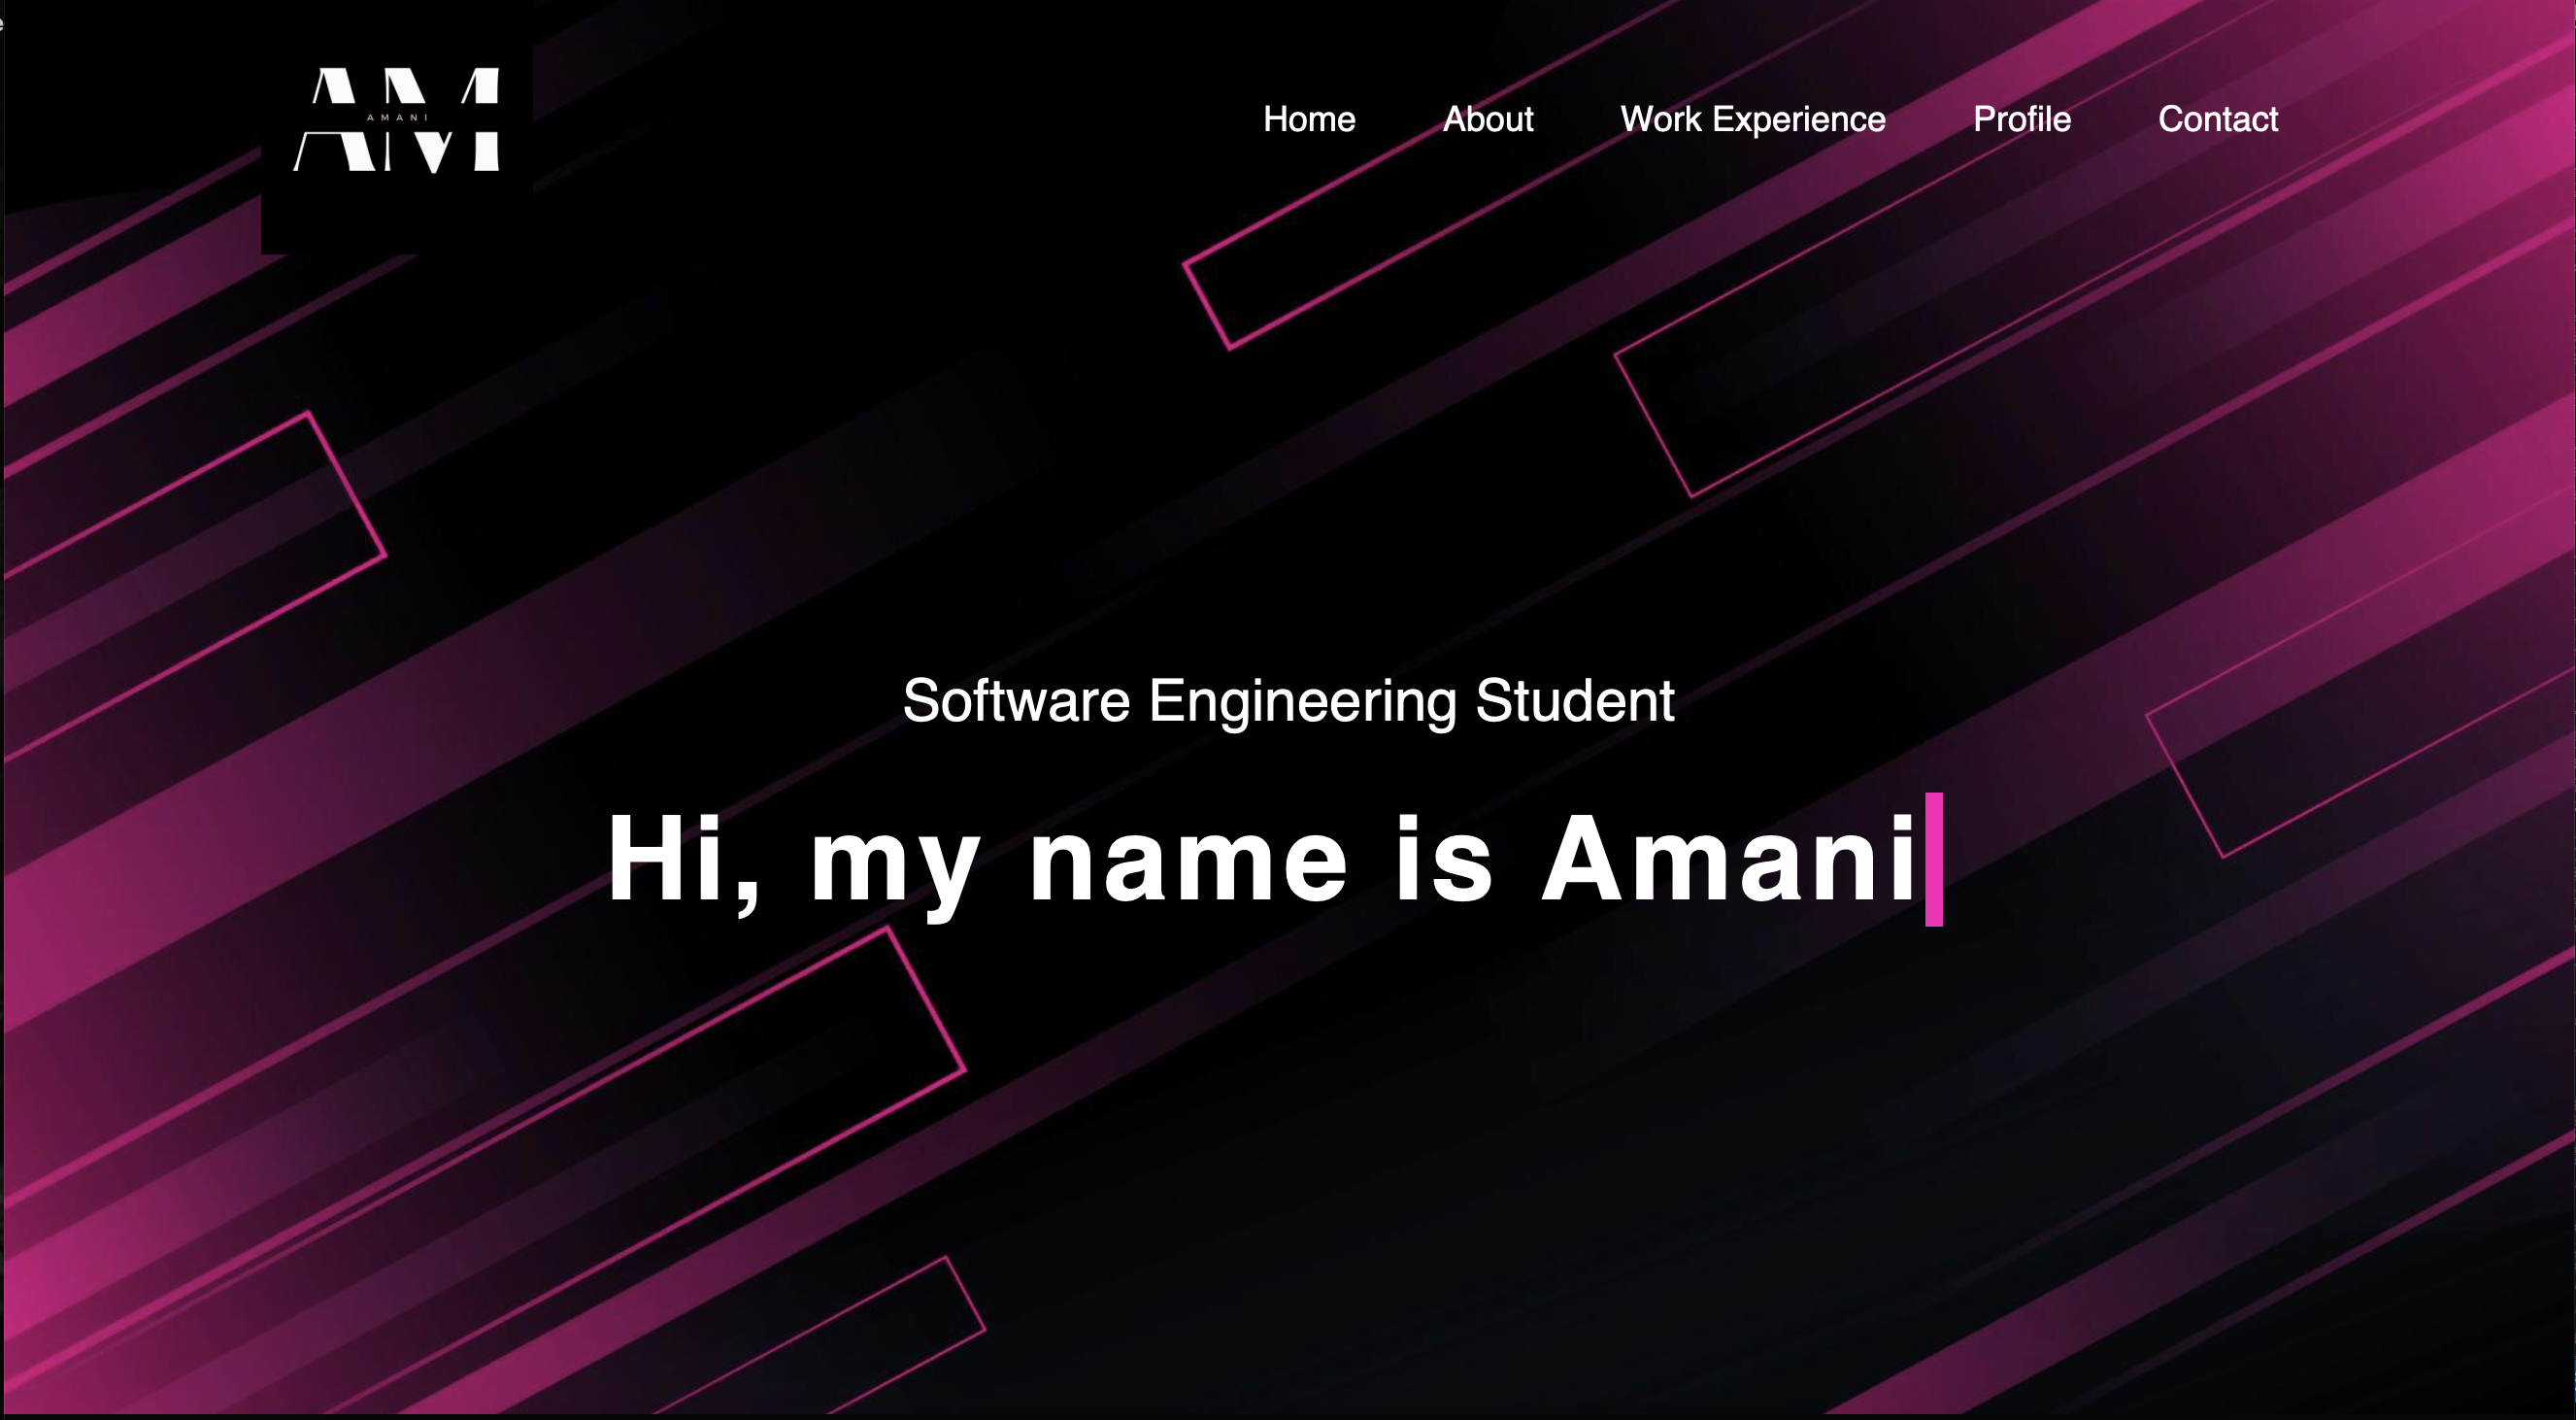 AM
AMANI
Home About Work Experience Profile Contact
Software Engineering Student
Hi, my name is Amani